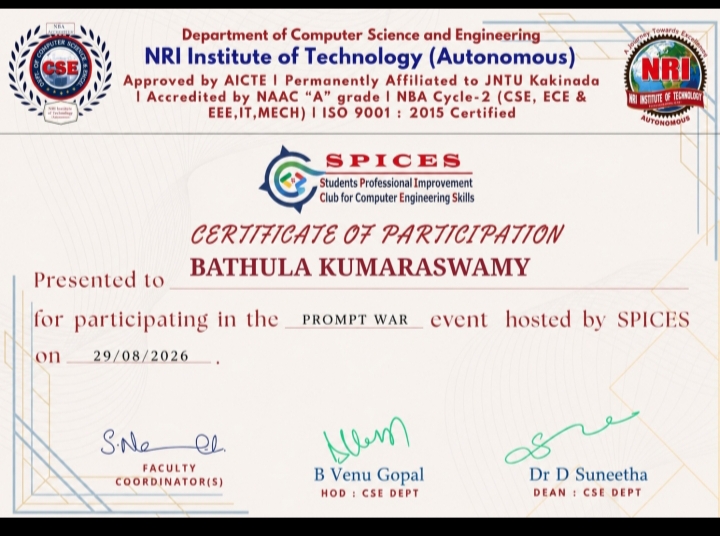 Department of Computer Science and Engineering
NRI Institute of Technology (Autonomous)
Approved by AICTE I Permanently Affiliated to JNTU Kakinada
I Accredited by NAAC “A” grade I NBA Cycle-2 (CSE, ECE &
EEE,IT,MECH) I ISO 9001 : 2015 Certified
CSE
A Journey Towards Excellence
NRI
NRI INSTITUTE OF TECHNOLOGY
AUTONOMOUS
SPICES
Students Professional Improvement
Club for Computer Engineering Skills
CERTIFICATE OF PARTICIPATION
Presented to BATHULA KUMARASWAMY
for participating in the PROMPT WAR event hosted by SPICES
on 29/08/2026 .
FACULTY
COORDINATOR(S)
B Venu Gopal
HOD : CSE DEPT
Dr D Suneetha
DEAN : CSE DEPT